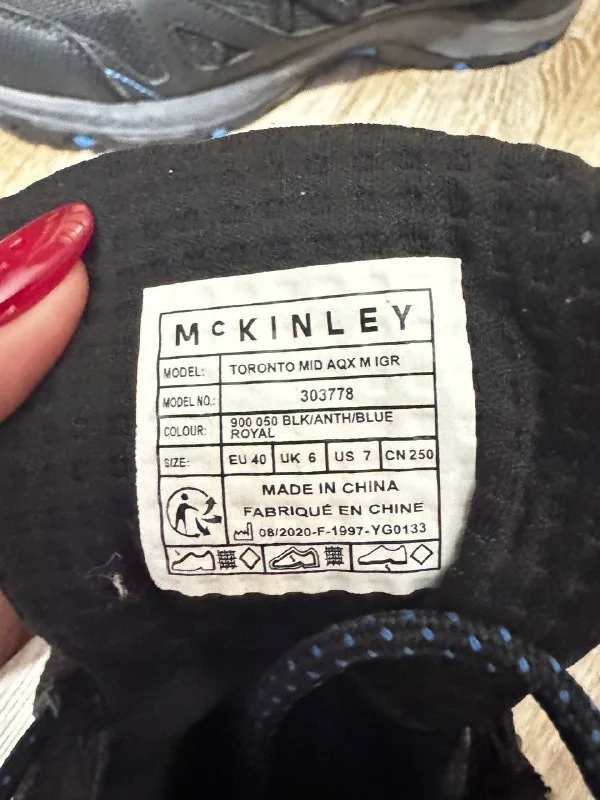 McKINLEY
MODEL: TORONTO MID AQX M IGR
MODEL NO.: 303778
COLOUR: 900 050 BLK/ANTH/BLUE
ROYAL
SIZE: EU 40 UK 6 US 7 CN 250
MADE IN CHINA
FABRIQUÉ EN CHINE
08/2020-F-1997-YG0133